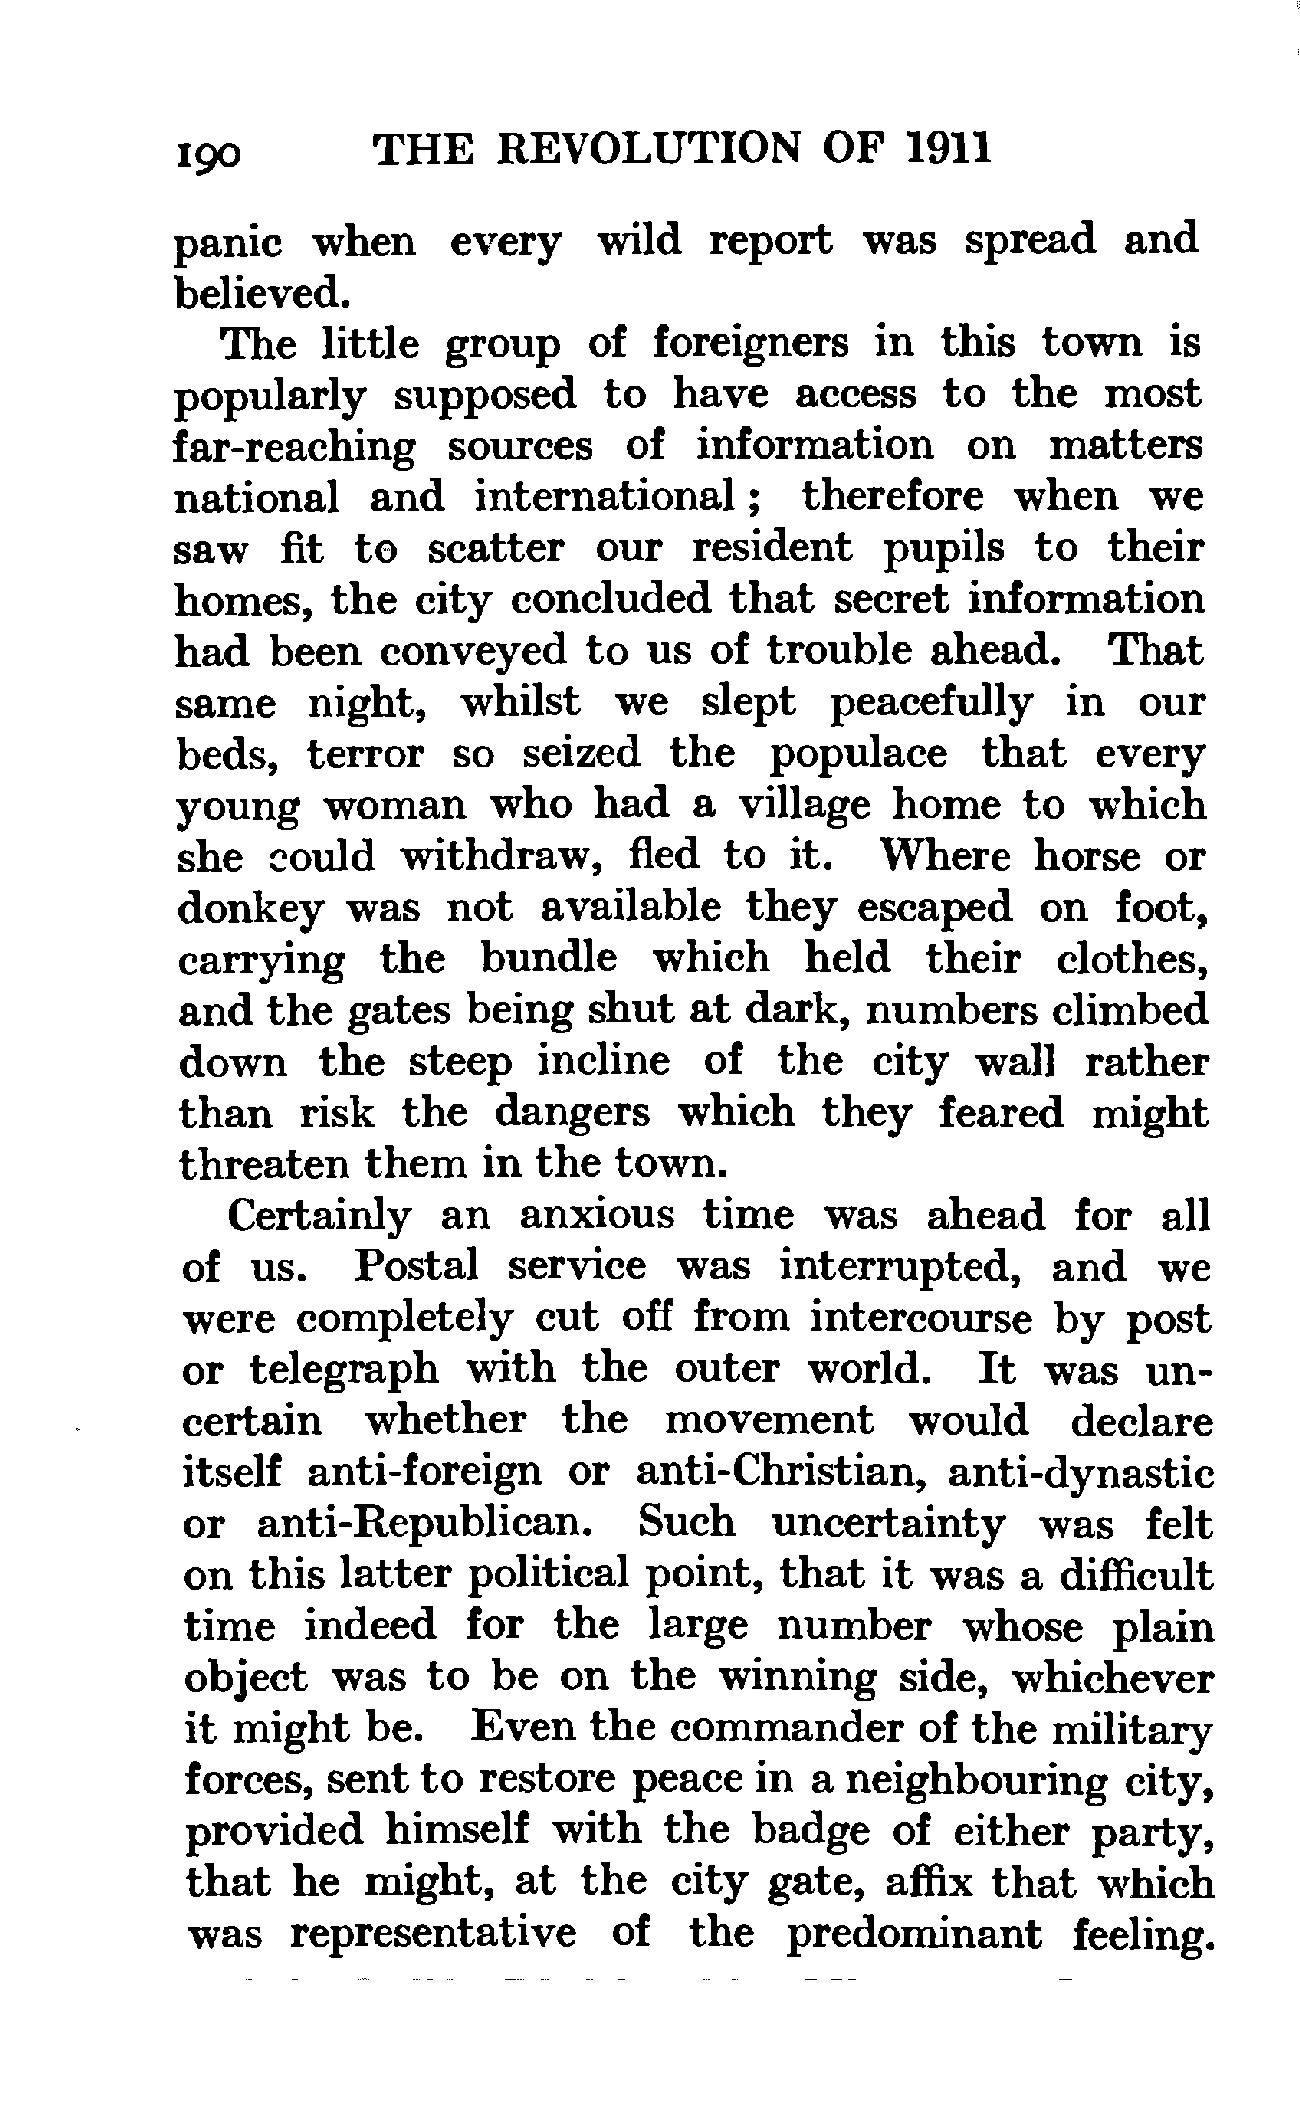 190 THE REVOLUTION OF 1911
panic when every wild report was spread and
believed.
The little group of foreigners in this town is
popularly supposed to have access to the most
far-reaching sources of information on matters
national and international ; therefore when we
saw fit to scatter our resident pupils to their
homes, the city concluded that secret information
had been conveyed to us of trouble ahead. That
same night, whilst we slept peacefully in our
beds, terror so seized the populace that every
young woman who had a village home to which
she could withdraw, fled to it. Where horse or
donkey was not available they escaped on foot,
carrying the bundle which held their clothes,
and the gates being shut at dark, numbers climbed
down the steep incline of the city wall rather
than risk the dangers which they feared might
threaten them in the town.
Certainly an anxious time was ahead for all
of us. Postal service was interrupted, and we
were completely cut off from intercourse by post
or telegraph with the outer world. It was un-
certain whether the movement would declare
itself anti-foreign or anti-Christian, anti-dynastic
or anti-Republican. Such uncertainty was felt
on this latter political point, that it was a difficult
time indeed for the large number whose plain
object was to be on the winning side, whichever
it might be. Even the commander of the military
forces, sent to restore peace in a neighbouring city,
provided himself with the badge of either party,
that he might, at the city gate, affix that which
was representative of the predominant feeling.